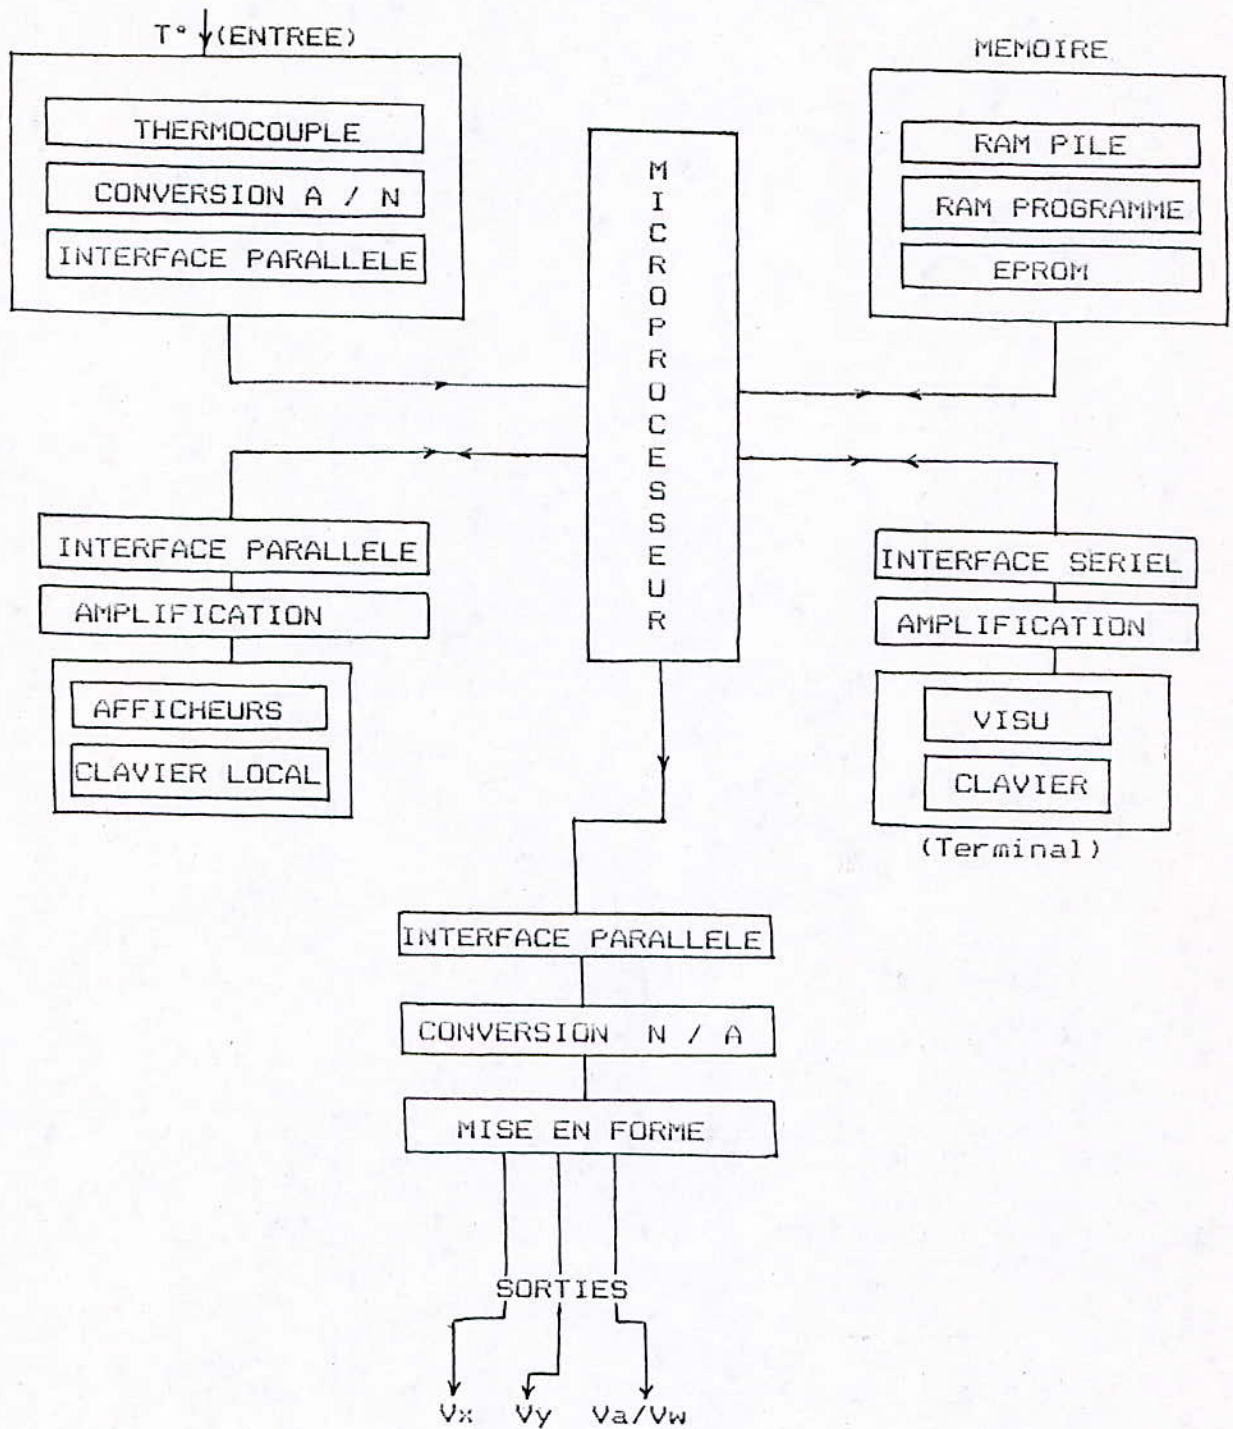 T° (ENTREE)
THERMOCOUPLE
CONVERSION A / N
INTERFACE PARALLELE
MICROPROCESSEUR
MEMOIRE
RAM PILE
RAM PROGRAMME
EPROM
INTERFACE PARALLELE
AMPLIFICATION
AFFICHEURS
CLAVIER LOCAL
INTERFACE SERIEL
AMPLIFICATION
VISU
CLAVIER
(Terminal)
INTERFACE PARALLELE
CONVERSION N / A
MISE EN FORME
SORTIES
Vx Vy Va/Vw